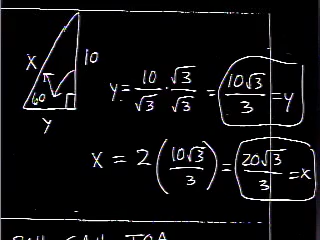 X
10
60
Y
Y = 10/√3 · √3/√3 = 10√3/3 = Y
X = 2(10√3/3) = 20√3/3 = X